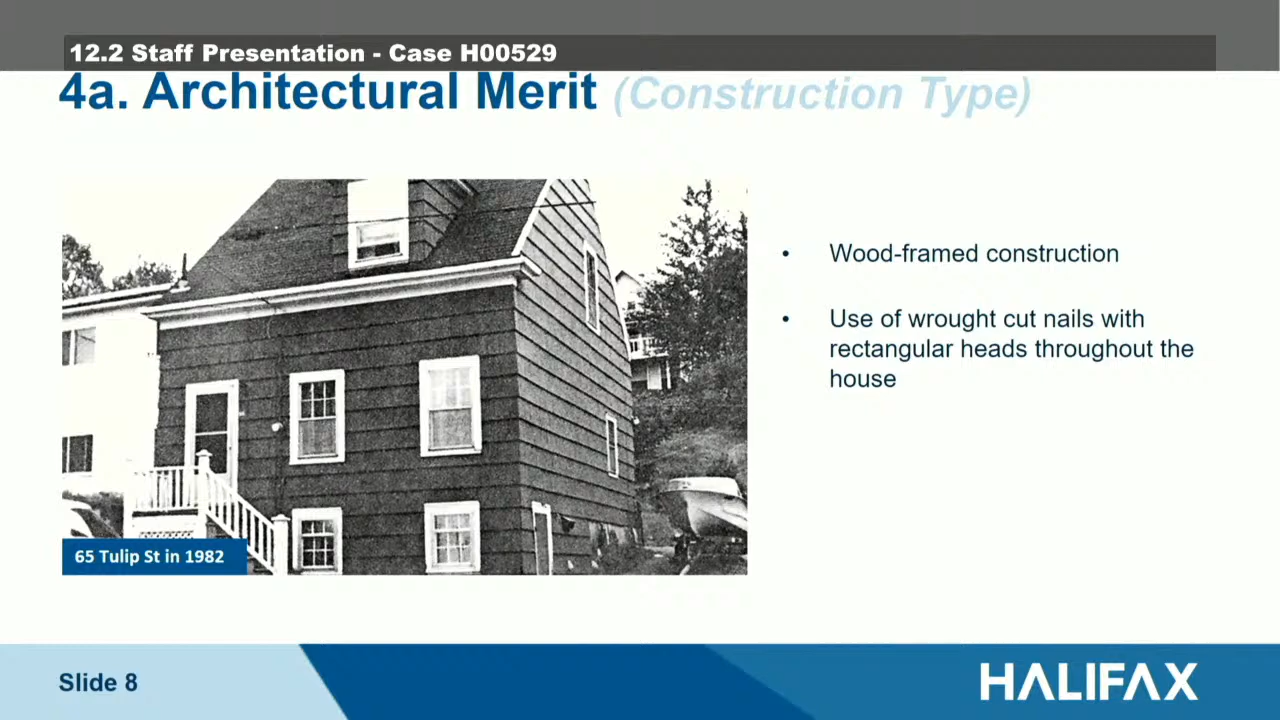 12.2 Staff Presentation - Case H00529
4a. Architectural Merit (Construction Type)
• Wood-framed construction
• Use of wrought cut nails with
rectangular heads throughout the
house
65 Tulip St in 1982
Slide 8
HALIFAX